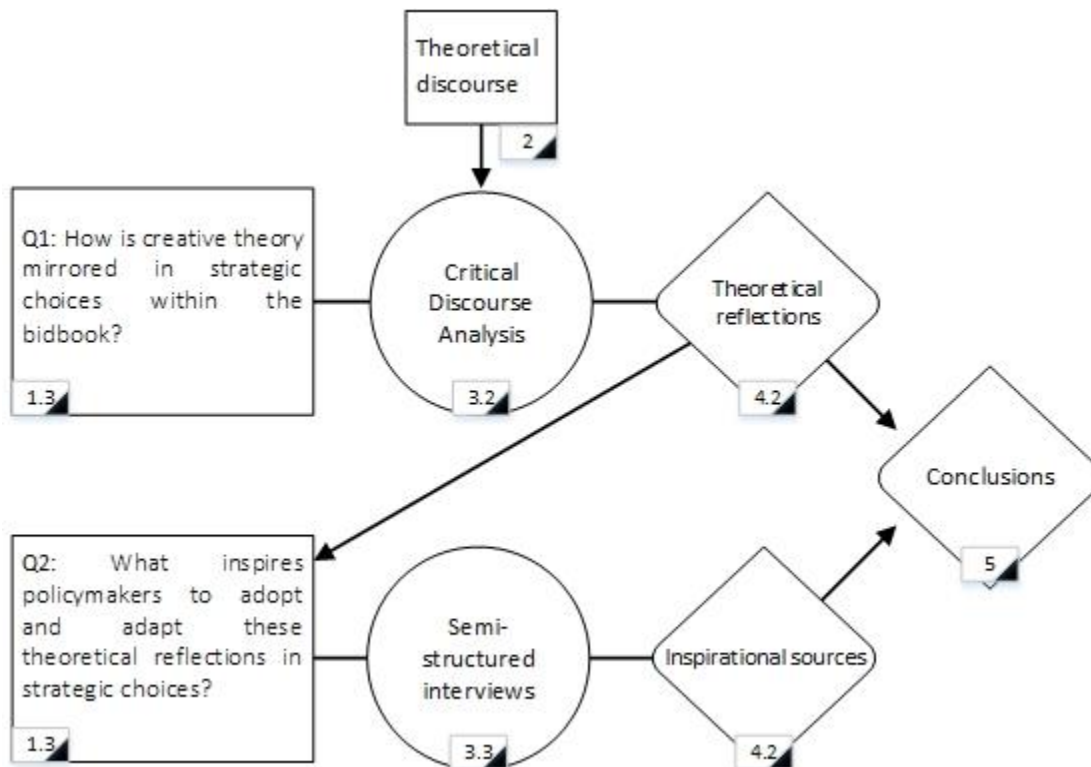 Theoretical
discourse
2
Q1: How is creative theory
mirrored in strategic
choices within the
bidbook?
1.3
Critical
Discourse
Analysis
3.2
Theoretical
reflections
4.2
Conclusions
5
Q2: What inspires
policymakers to adopt
and adapt these
theoretical reflections in
strategic choices?
1.3
Semi-
structured
interviews
3.3
Inspirational sources
4.2